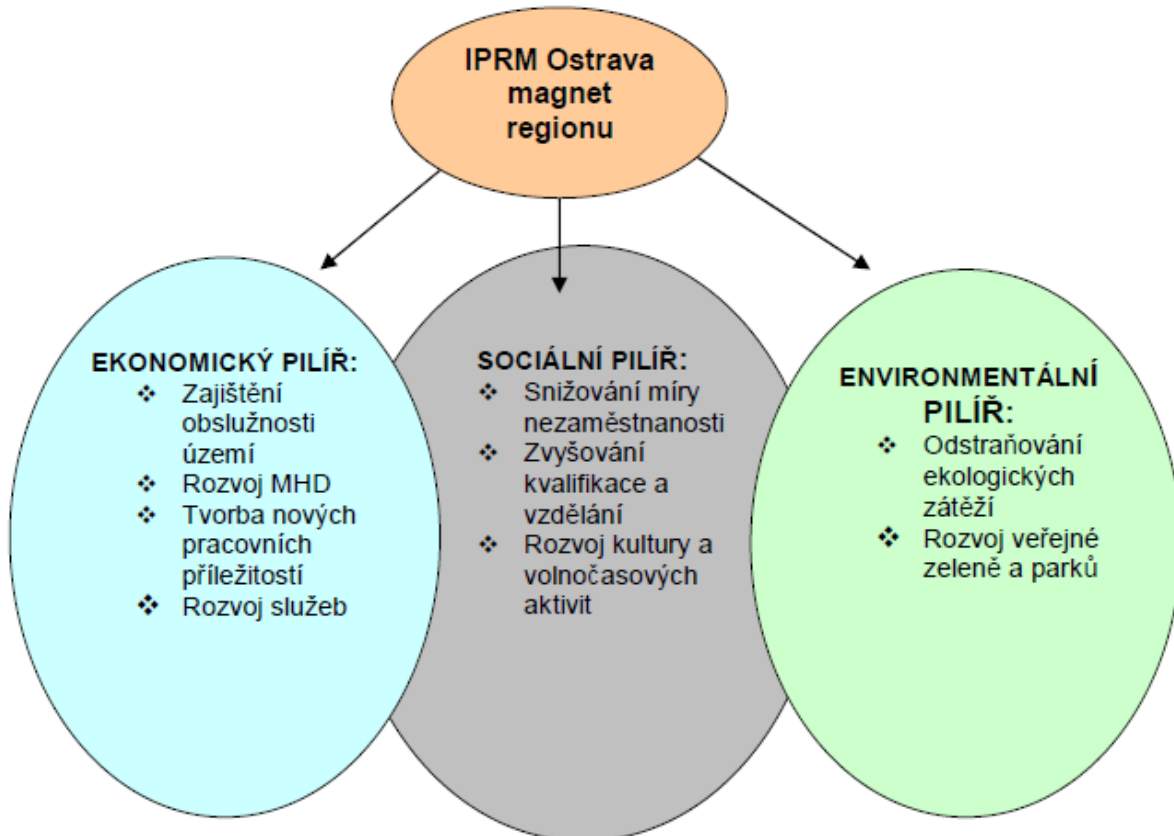 IPRM Ostrava
magnet
regionu
EKONOMICKÝ PILÍŘ:
❖ Zajištění
obslužnosti
území
❖ Rozvoj MHD
❖ Tvorba nových
pracovních
příležitostí
❖ Rozvoj služeb
SOCIÁLNÍ PILÍŘ:
❖ Snižování míry
nezaměstnanosti
❖ Zvyšování
kvalifikace a
vzdělání
❖ Rozvoj kultury a
volnočasových
aktivit
ENVIRONMENTÁLNÍ
PILÍŘ:
❖ Odstraňování
ekologických
zátěží
❖ Rozvoj veřejné
zeleně a parků